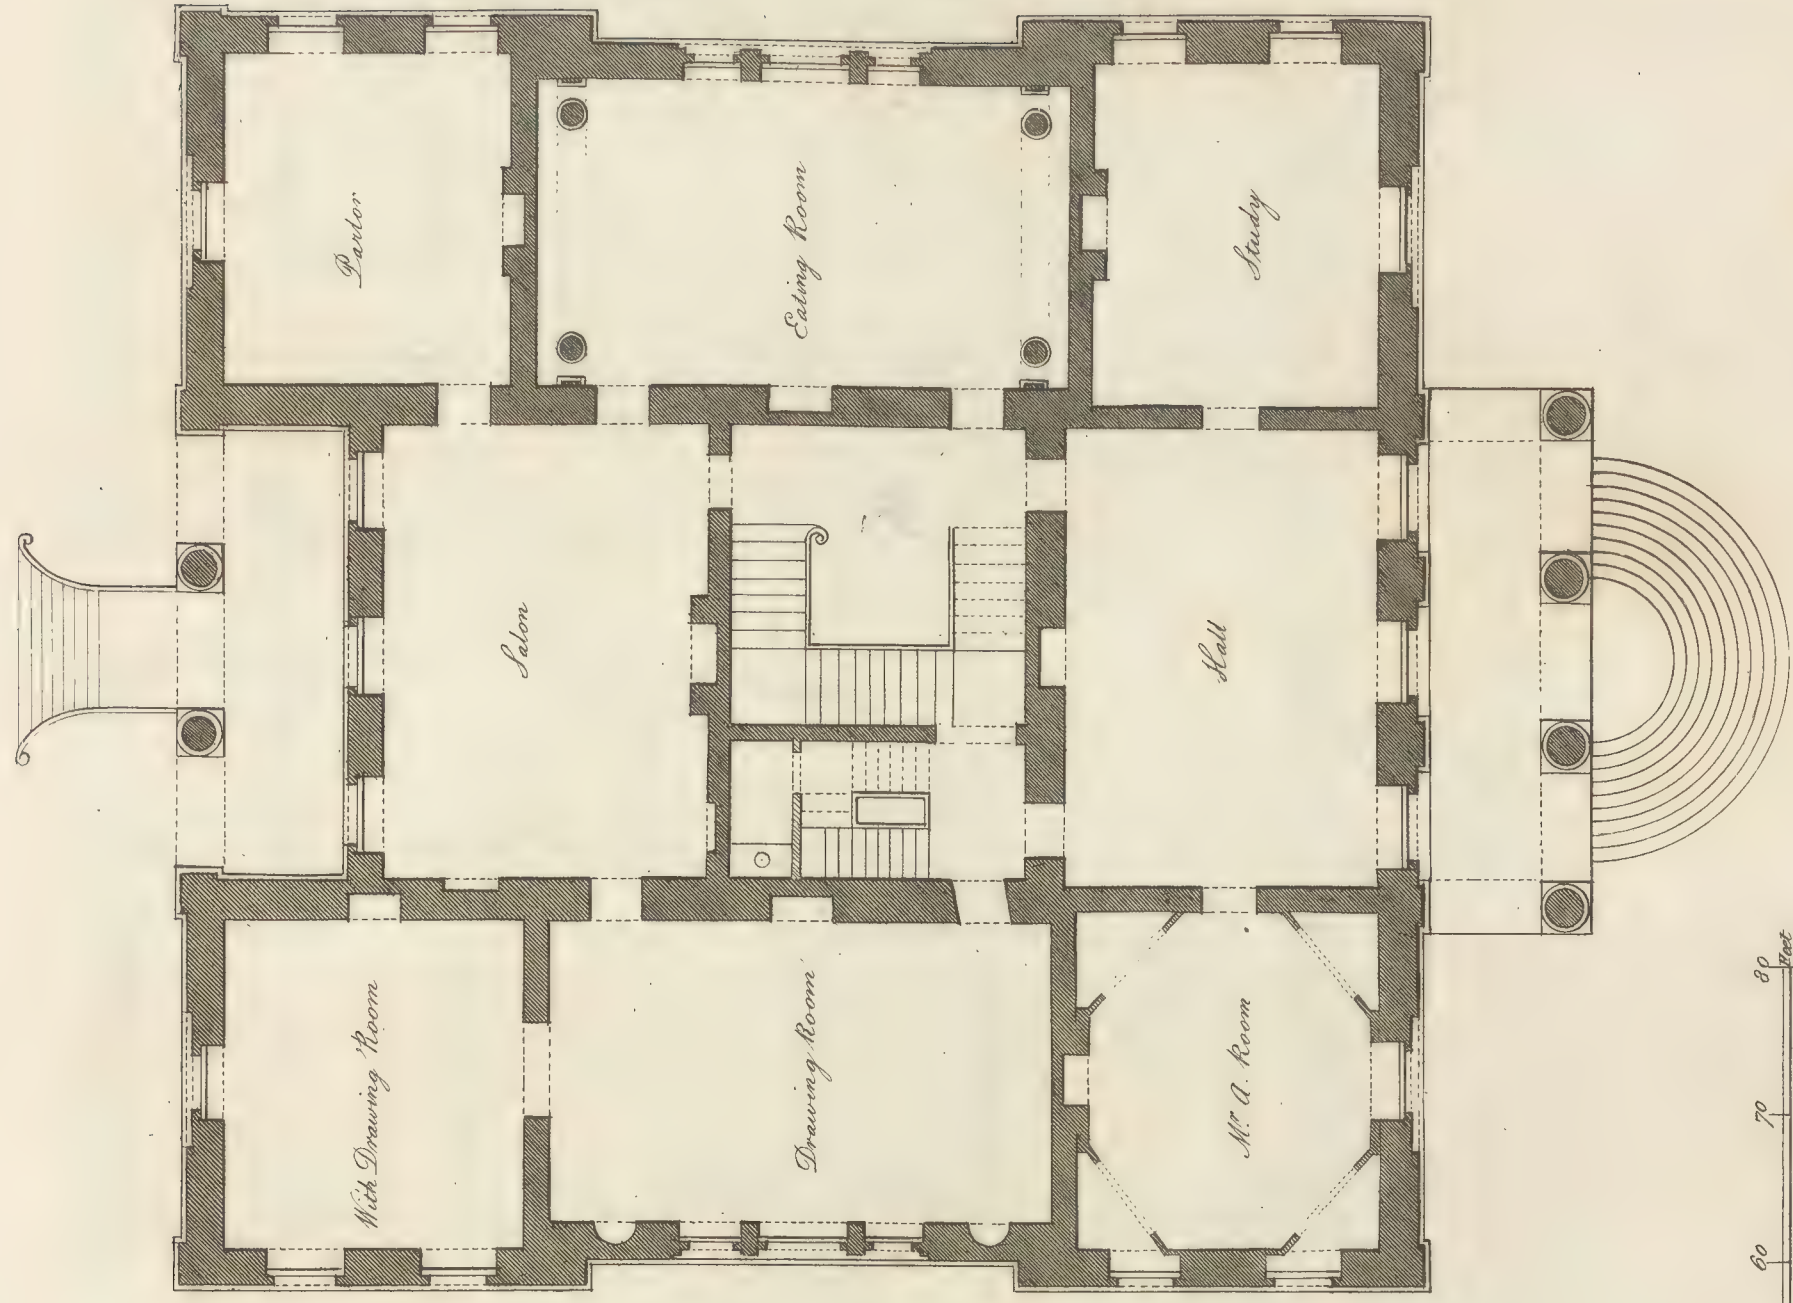 Parlor
Eating Room
Study
Salon
Hall
With Drawing Room
Drawing Room
Mr. A. Room
60
70
80
Feet